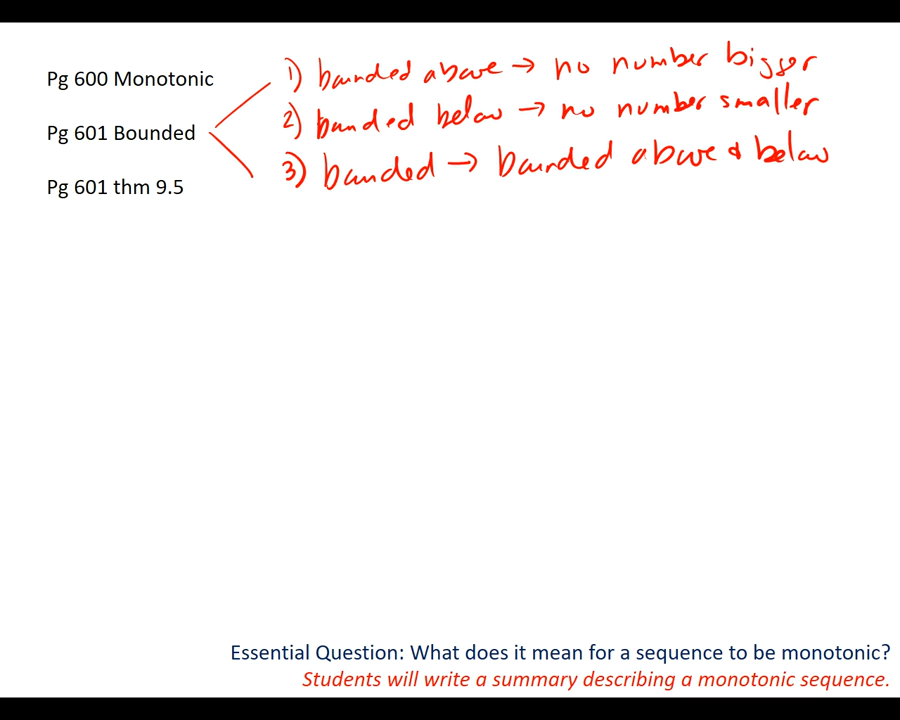 Pg 600 Monotonic
Pg 601 Bounded
Pg 601 thm 9.5
1) bounded above → no number bigger
2) bounded below → no number smaller
3) bounded → bounded above & below
Essential Question: What does it mean for a sequence to be monotonic?
Students will write a summary describing a monotonic sequence.